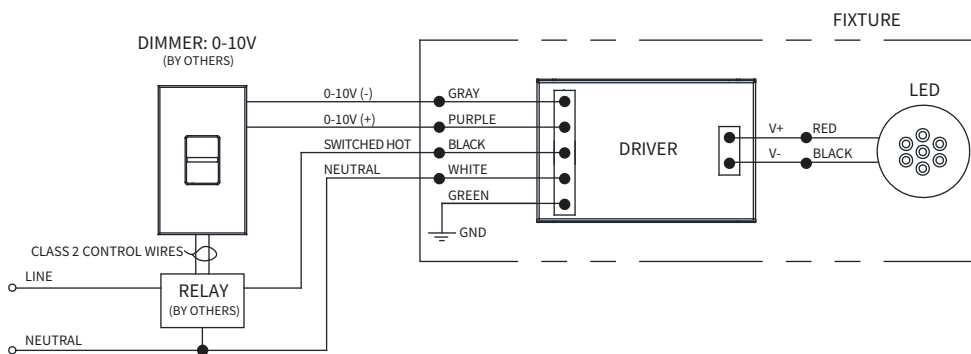 FIXTURE
DIMMER: 0-10V
(BY OTHERS)
LED
0-10V (-)
GRAY
0-10V (+)
PURPLE
V+
RED
SWITCHED HOT
BLACK
DRIVER
V-
BLACK
NEUTRAL
WHITE
GREEN
GND
CLASS 2 CONTROL WIRES
LINE
RELAY
(BY OTHERS)
NEUTRAL